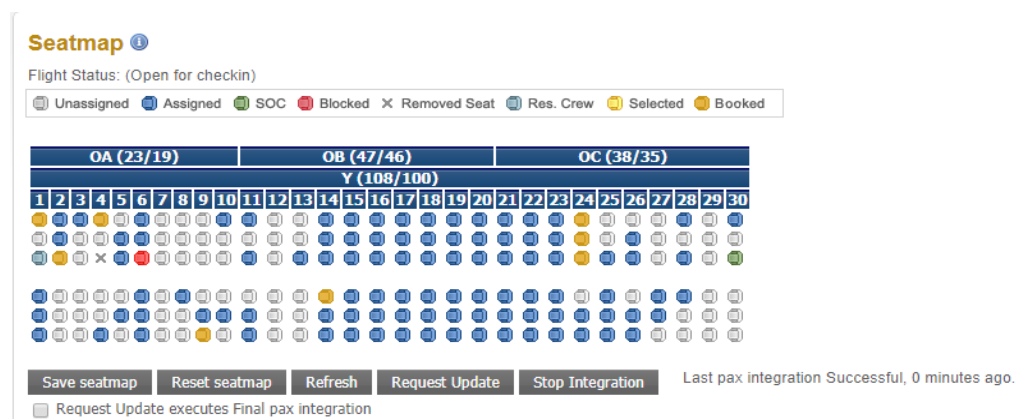 Seatmap
Flight Status: (Open for checkin)
Unassigned Assigned SOC Blocked Removed Seat Res. Crew Selected Booked
OA (23/19) OB (47/46) OC (38/35)
Y (108/100)
1 2 3 4 5 6 7 8 9 10 11 12 13 14 15 16 17 18 19 20 21 22 23 24 25 26 27 28 29 30
Save seatmap Reset seatmap Refresh Request Update Stop Integration Last pax integration Successful, 0 minutes ago.
Request Update executes Final pax integration